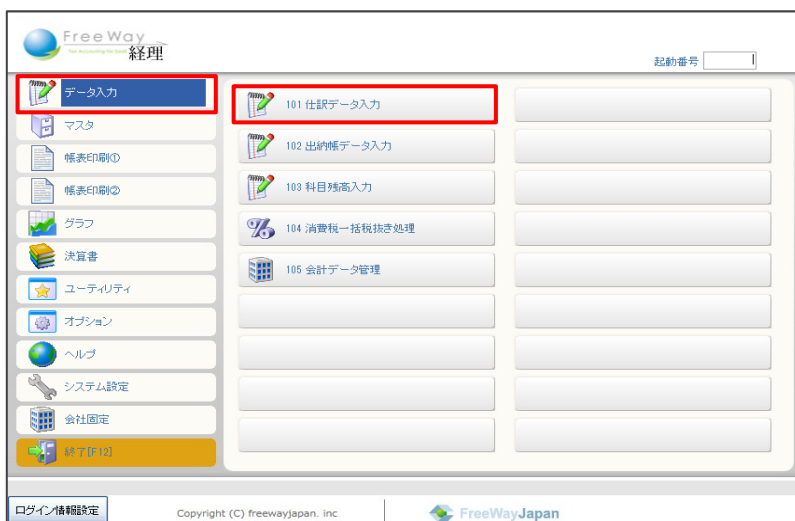 FreeWay
経理
起動番号
データ入力
マスタ
帳表印刷①
帳表印刷②
グラフ
決算書
ユーティリティ
オプション
ヘルプ
システム設定
会社固定
終了[F12]
101 仕訳データ入力
102 出納帳データ入力
103 科目残高入力
104 消費税一括税抜き処理
105 会計データ管理
ログイン情報設定
Copyright (C) freewayjapan. inc
FreeWayJapan